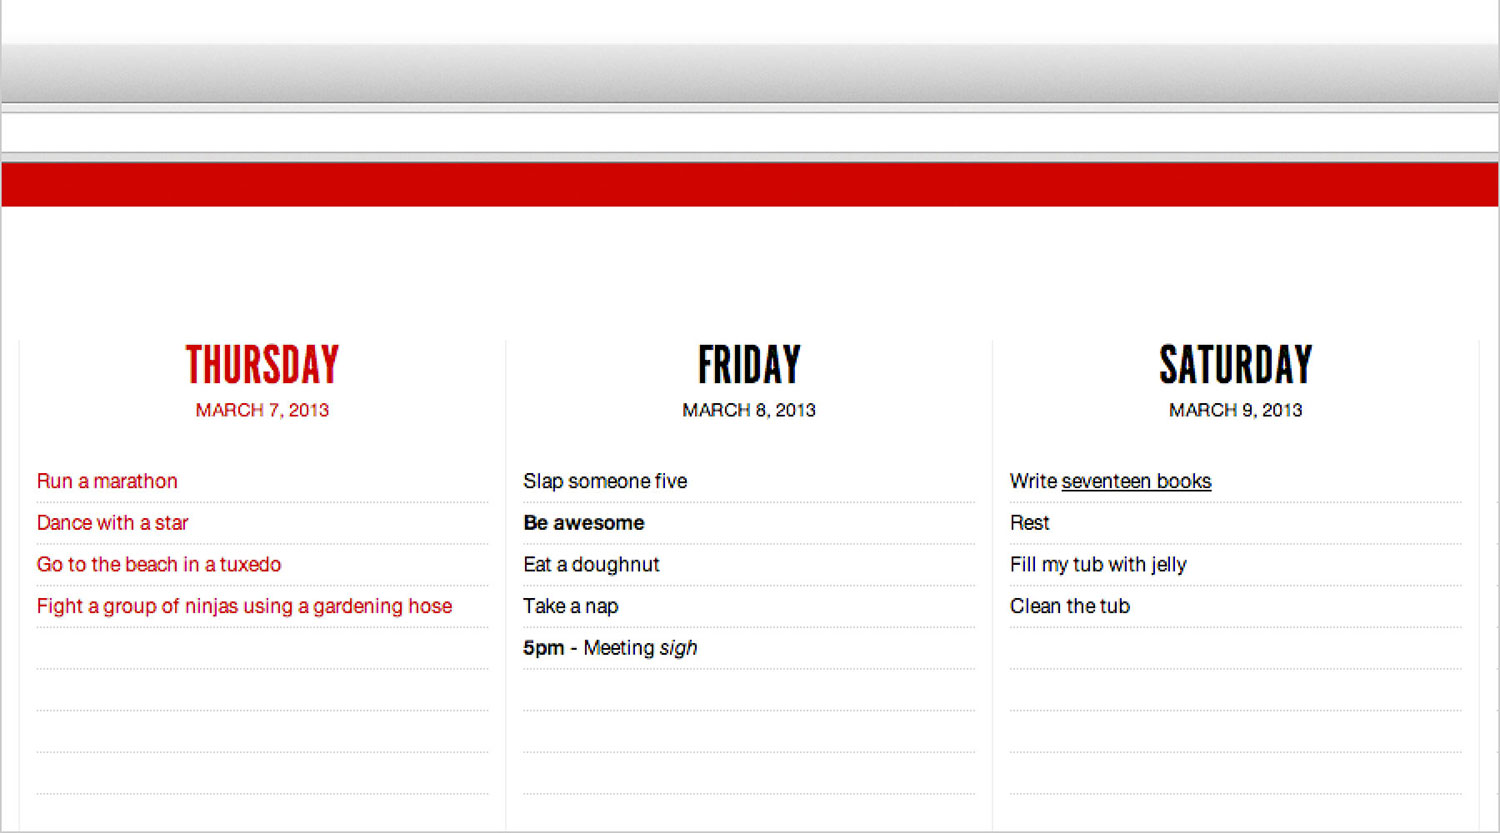 THURSDAY
MARCH 7, 2013
Run a marathon
Dance with a star
Go to the beach in a tuxedo
Fight a group of ninjas using a gardening hose
FRIDAY
MARCH 8, 2013
Slap someone five
Be awesome
Eat a doughnut
Take a nap
5pm - Meeting sigh
SATURDAY
MARCH 9, 2013
Write seventeen books
Rest
Fill my tub with jelly
Clean the tub